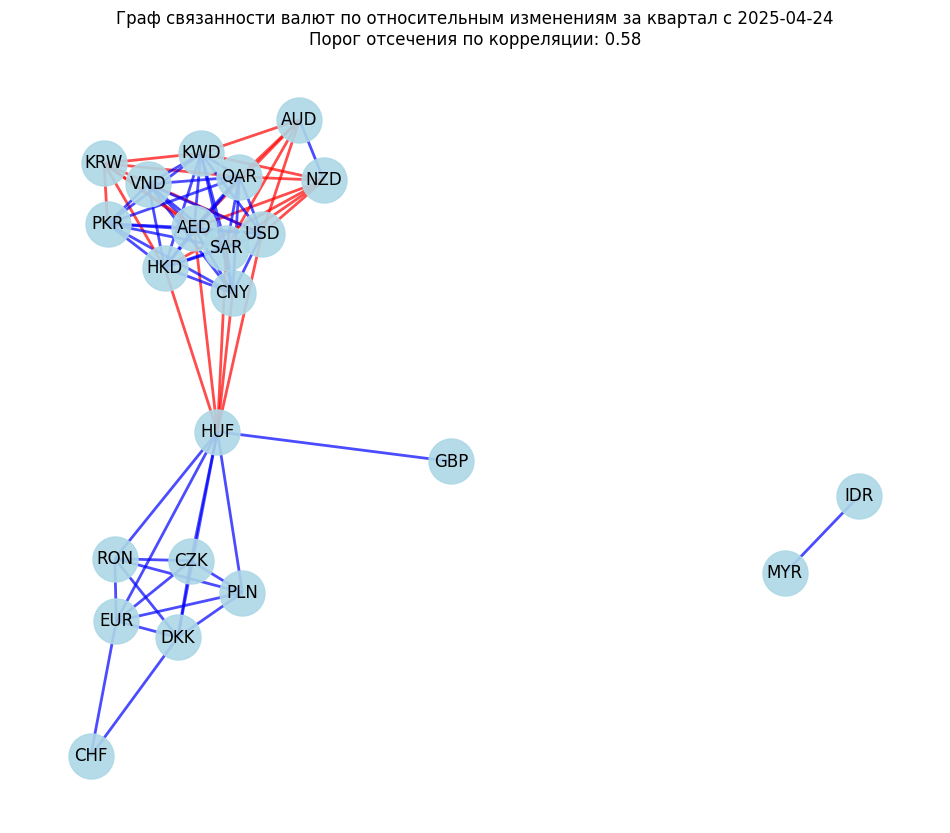 Граф связанности валют по относительным изменениям за квартал с 2025-04-24
Порог отсечения по корреляции: 0.58
AUD
KWD
KRW
QAR
NZD
VND
PKR
AED
USD
SAR
HKD
CNY
HUF
GBP
IDR
RON
CZK
MYR
PLN
EUR
DKK
CHF